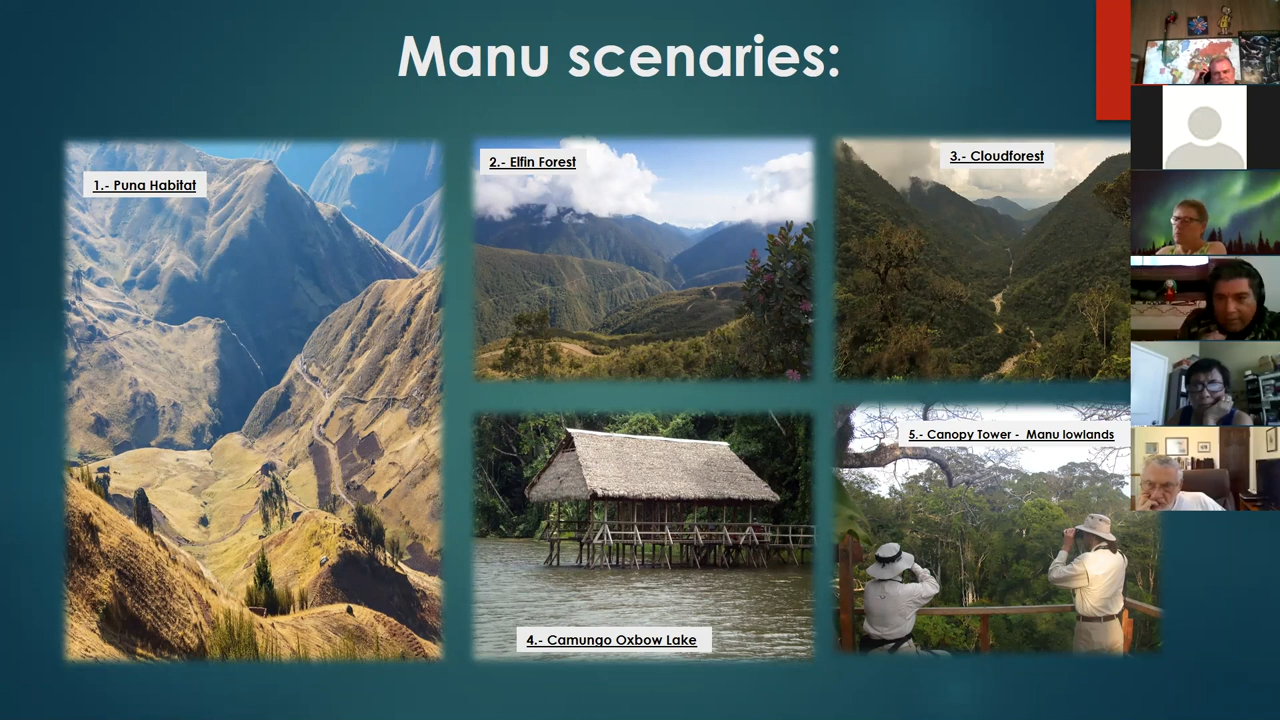 Manu scenaries:
1.- Puna Habitat
2.- Elfin Forest
3.- Cloudforest
4.- Camungo Oxbow Lake
5.- Canopy Tower - Manu lowlands